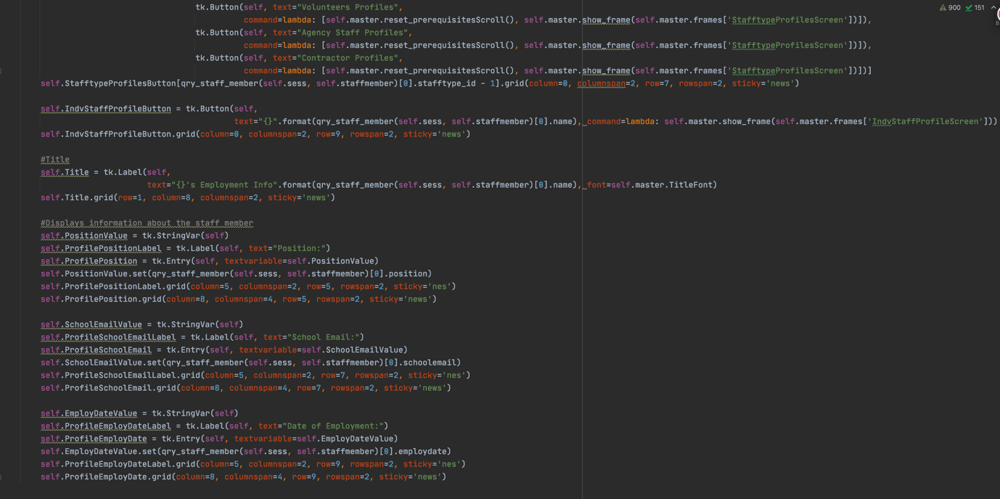 tk.Button(self, text="Volunteers Profiles",
900 151
command=lambda: [self.master.reset_prerequisitesScroll(), self.master.show_frame(self.master.frames['StafftypeProfilesScreen'])]),
tk.Button(self, text="Agency Staff Profiles",
command=lambda: [self.master.reset_prerequisitesScroll(), self.master.show_frame(self.master.frames['StafftypeProfilesScreen'])]),
tk.Button(self, text="Contractor Profiles",
command=lambda: [self.master.reset_prerequisitesScroll(), self.master.show_frame(self.master.frames['StafftypeProfilesScreen'])])]
self.StafftypeProfilesButton[qry_staff_member(self.sess, self.staffmember)[0].stafftype_id - 1].grid(column=0, columnspan=2, row=7, rowspan=2, sticky='news')
self.IndvStaffProfileButton = tk.Button(self,
text="{}".format(qry_staff_member(self.sess, self.staffmember)[0].name), command=lambda: self.master.show_frame(self.master.frames['IndvStaffProfileScreen']))
self.IndvStaffProfileButton.grid(column=0, columnspan=2, row=9, rowspan=2, sticky='news')
#Title
self.Title = tk.Label(self,
text="{}'s Employment Info".format(qry_staff_member(self.sess, self.staffmember)[0].name), font=self.master.TitleFont)
self.Title.grid(row=1, column=8, columnspan=2, sticky='news')
#Displays information about the staff member
self.PositionValue = tk.StringVar(self)
self.ProfilePositionLabel = tk.Label(self, text="Position:")
self.ProfilePosition = tk.Entry(self, textvariable=self.PositionValue)
self.PositionValue.set(qry_staff_member(self.sess, self.staffmember)[0].position)
self.ProfilePositionLabel.grid(column=5, columnspan=2, row=5, rowspan=2, sticky='nes')
self.ProfilePosition.grid(column=8, columnspan=4, row=5, rowspan=2, sticky='news')
self.SchoolEmailValue = tk.StringVar(self)
self.ProfileSchoolEmailLabel = tk.Label(self, text="School Email:")
self.ProfileSchoolEmail = tk.Entry(self, textvariable=self.SchoolEmailValue)
self.SchoolEmailValue.set(qry_staff_member(self.sess, self.staffmember)[0].schoolemail)
self.ProfileSchoolEmailLabel.grid(column=5, columnspan=2, row=7, rowspan=2, sticky='nes')
self.ProfileSchoolEmail.grid(column=8, columnspan=4, row=7, rowspan=2, sticky='news')
self.EmployDateValue = tk.StringVar(self)
self.ProfileEmployDateLabel = tk.Label(self, text="Date of Employment:")
self.ProfileEmployDate = tk.Entry(self, textvariable=self.EmployDateValue)
self.EmployDateValue.set(qry_staff_member(self.sess, self.staffmember)[0].employdate)
self.ProfileEmployDateLabel.grid(column=5, columnspan=2, row=9, rowspan=2, sticky='nes')
self.ProfileEmployDate.grid(column=8, columnspan=4, row=9, rowspan=2, sticky='news')